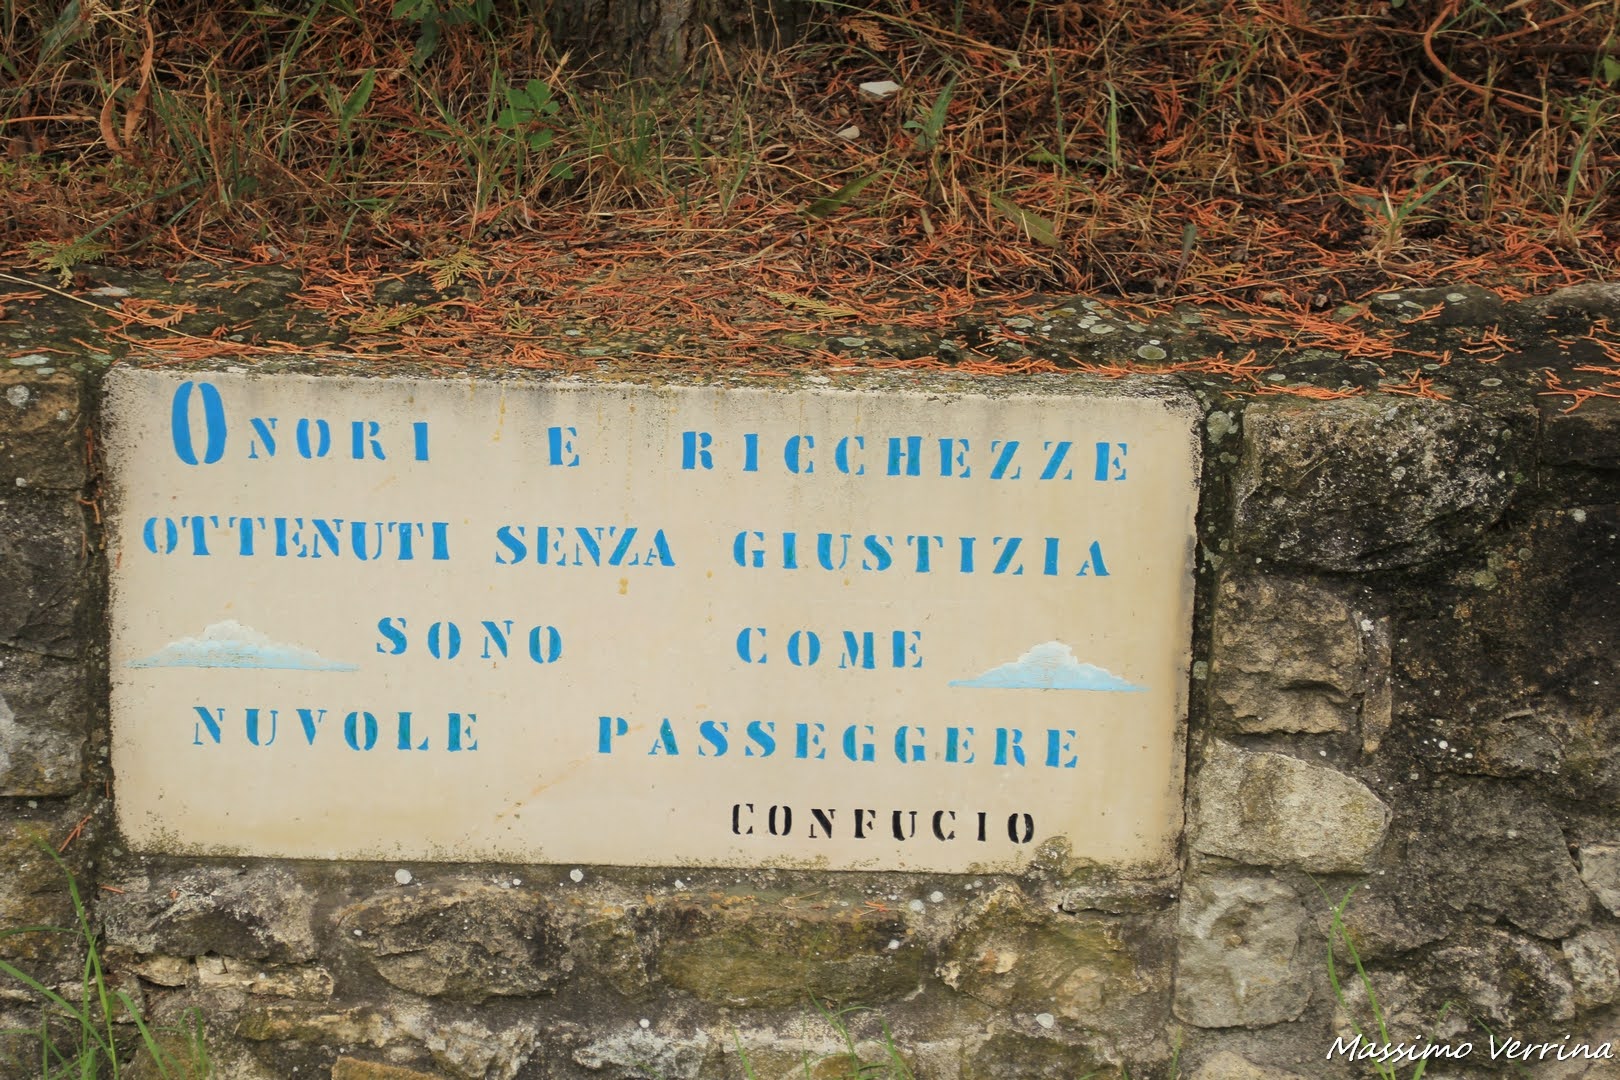 ONORI E RICCHEZZE
OTTENUTI SENZA GIUSTIZIA
SONO COME
NUVOLE PASSEGGERE
CONFUCIO
Massimo Verrina